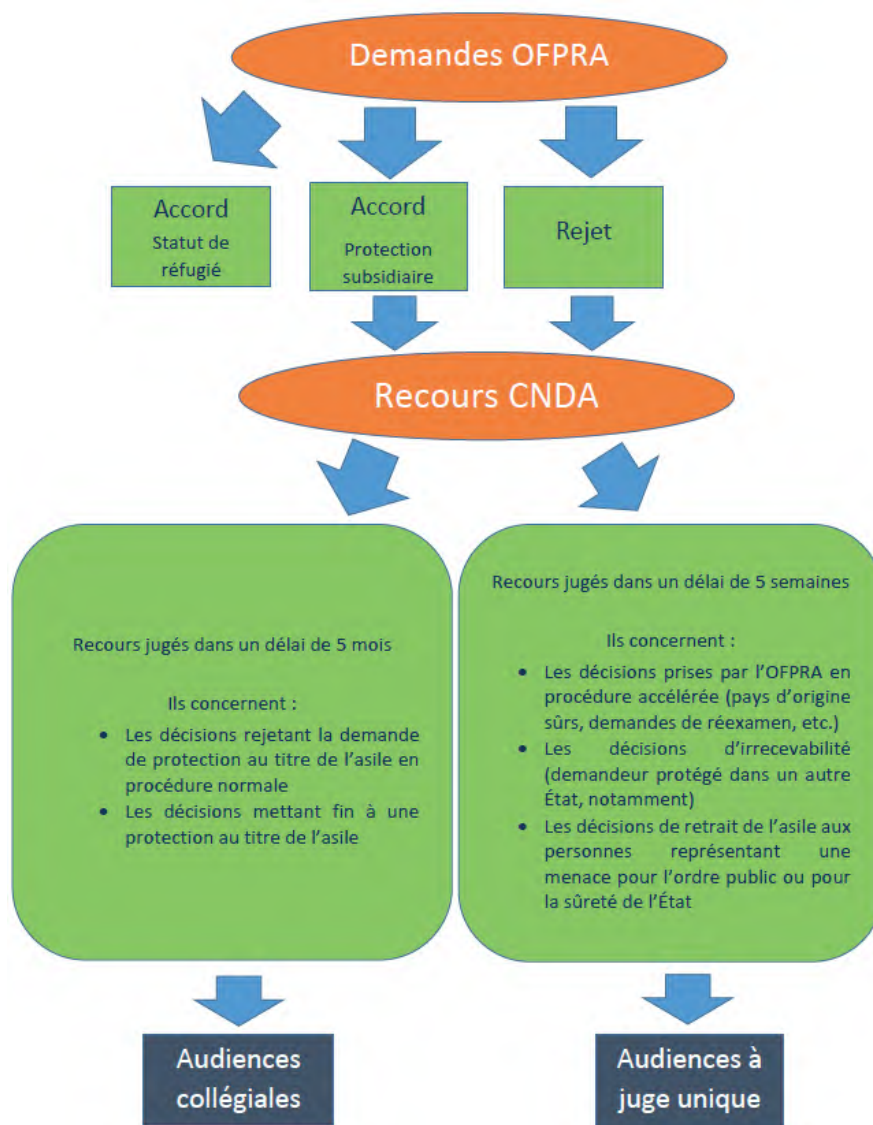 Demandes OFPRA
Accord
Statut de
réfugié
Accord
Protection
subsidiaire
Rejet
Recours CNDA
Recours jugés dans un délai de 5 mois
Ils concernent :
• Les décisions rejetant la demande
de protection au titre de l'asile en
procédure normale
• Les décisions mettant fin à une
protection au titre de l'asile
Recours jugés dans un délai de 5 semaines
Ils concernent :
• Les décisions prises par l'OFPRA en
procédure accélérée (pays d'origine
sûrs, demandes de réexamen, etc.)
• Les décisions d'irrecevabilité
(demandeur protégé dans un autre
État, notamment)
• Les décisions de retrait de l'asile aux
personnes représentant une
menace pour l'ordre public ou pour
la sûreté de l'État
Audiences
collégiales
Audiences à
juge unique